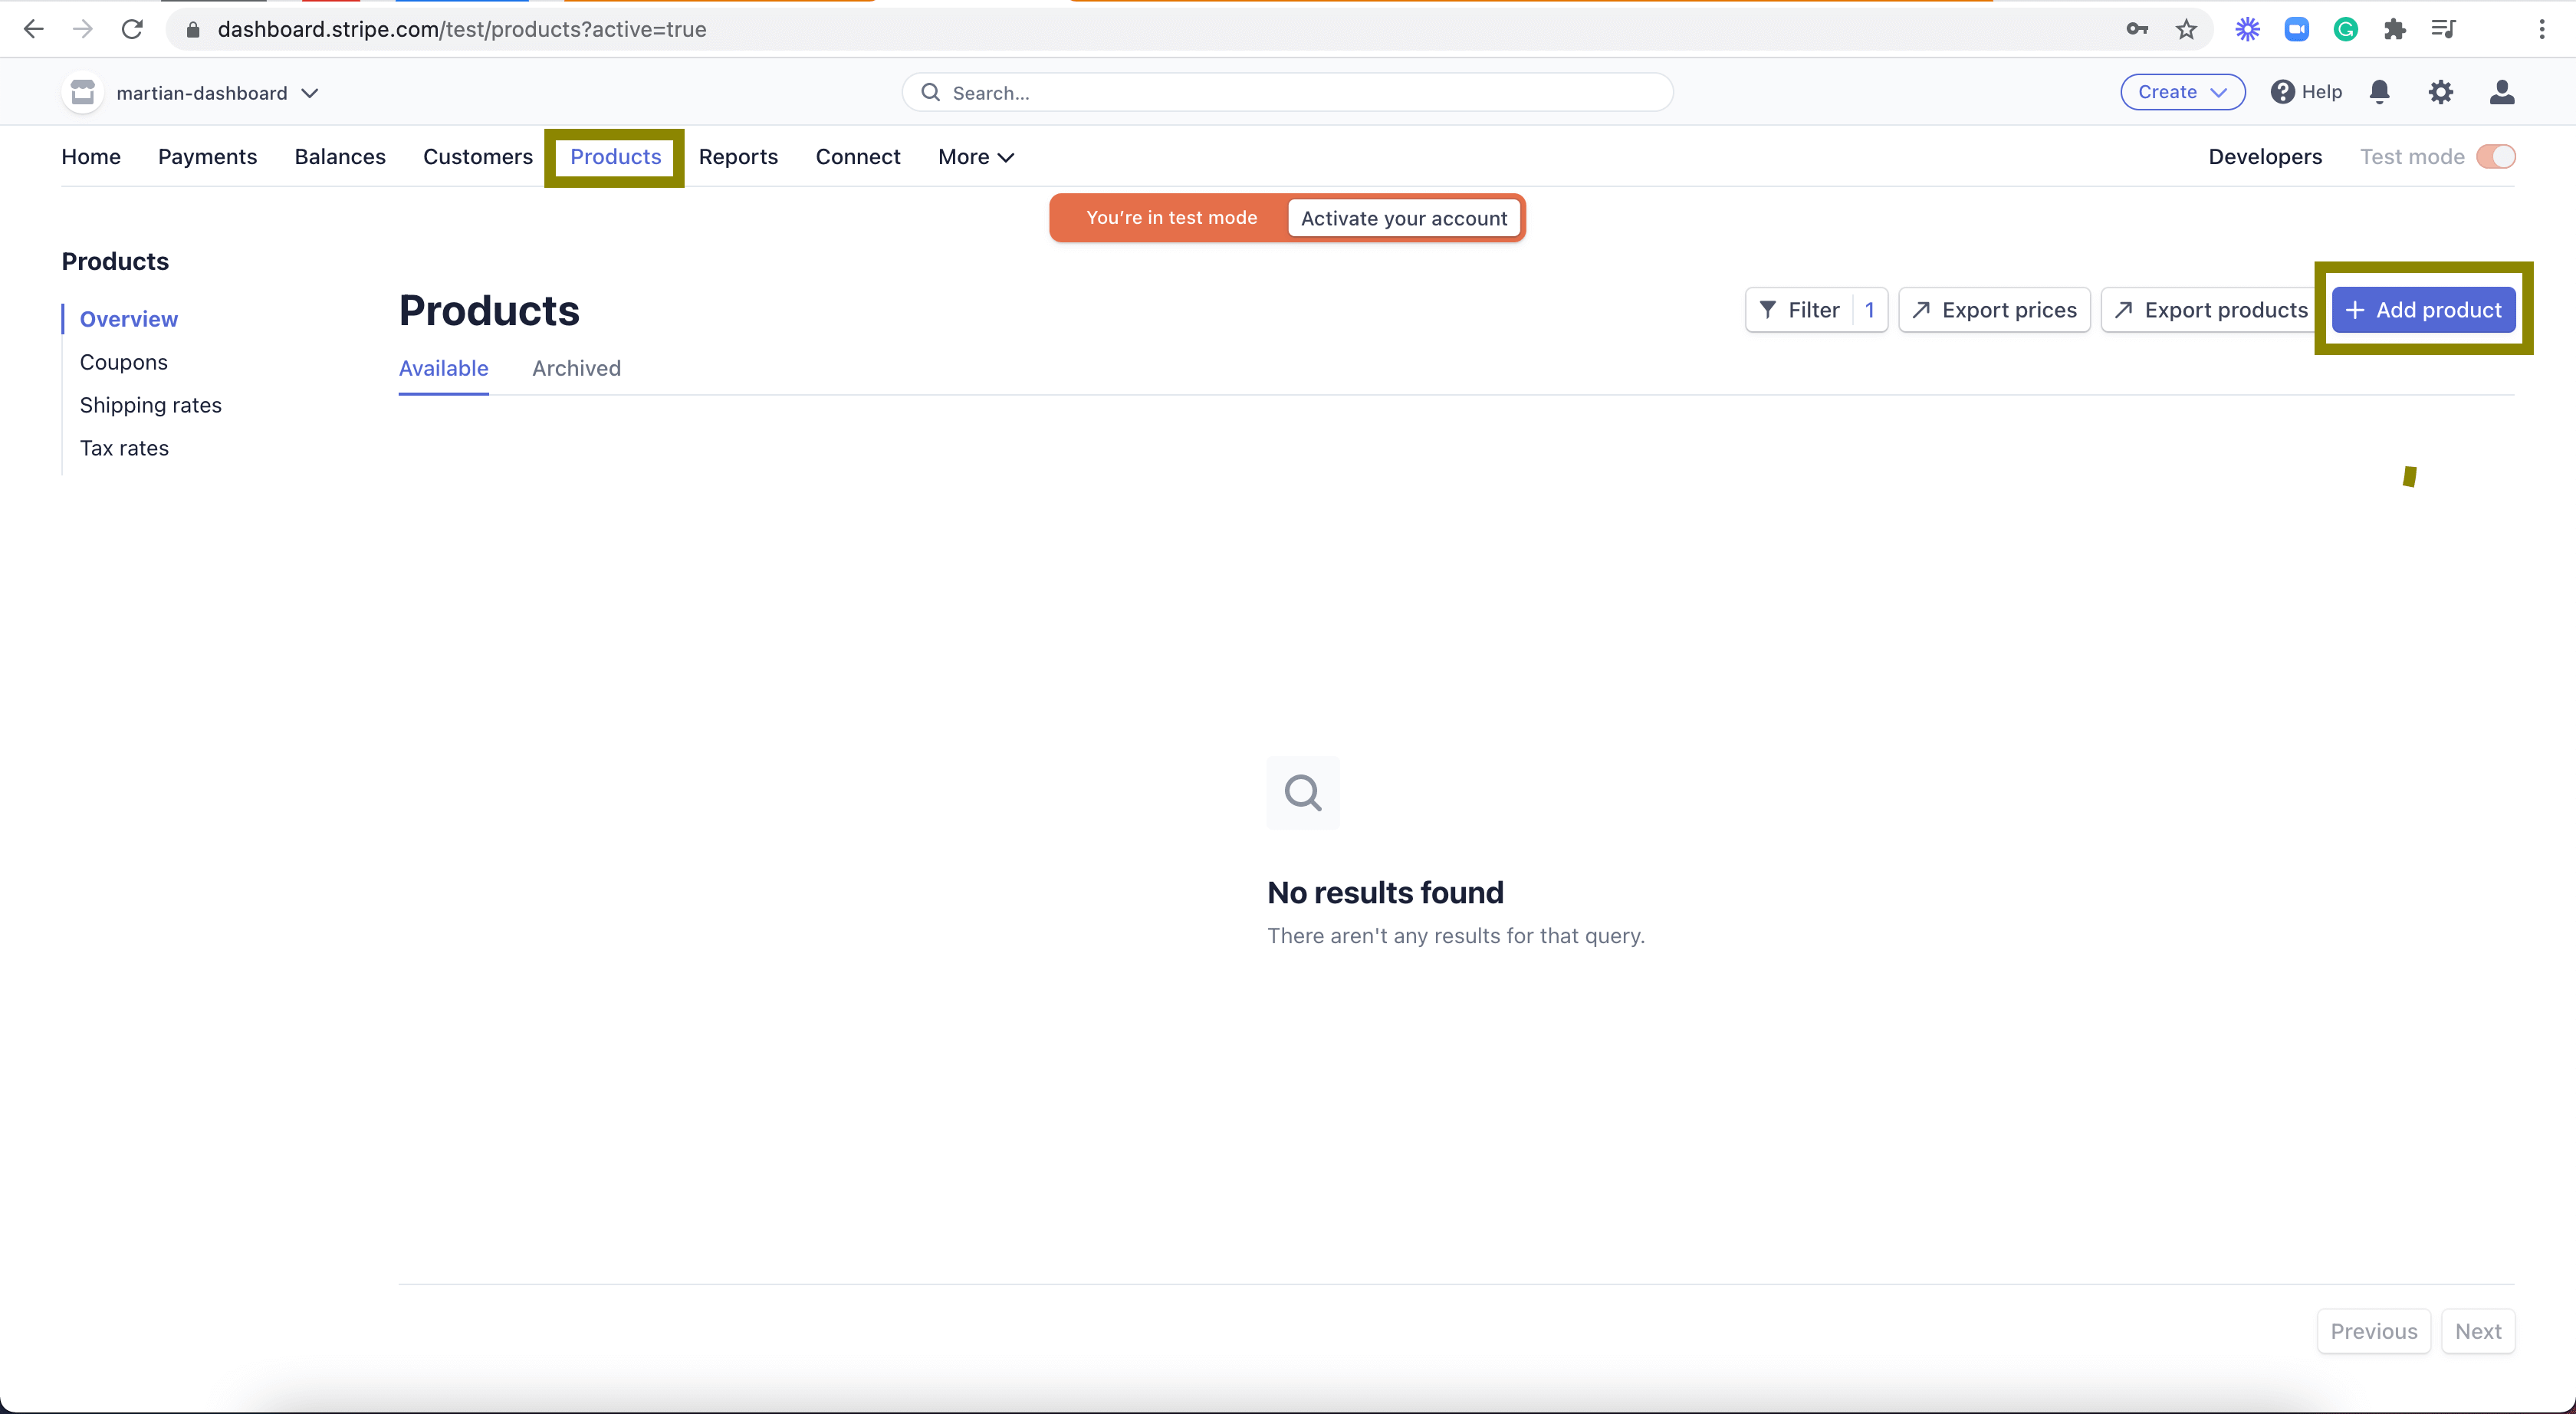 dashboard.stripe.com/test/products?active=true
martian-dashboard
Search...
Create
Help
Home Payments Balances Customers Products Reports Connect More
Developers Test mode
You're in test mode Activate your account
Products
Overview
Coupons
Shipping rates
Tax rates
Products
Filter 1 Export prices Export products + Add product
Available Archived
No results found
There aren't any results for that query.
Previous Next